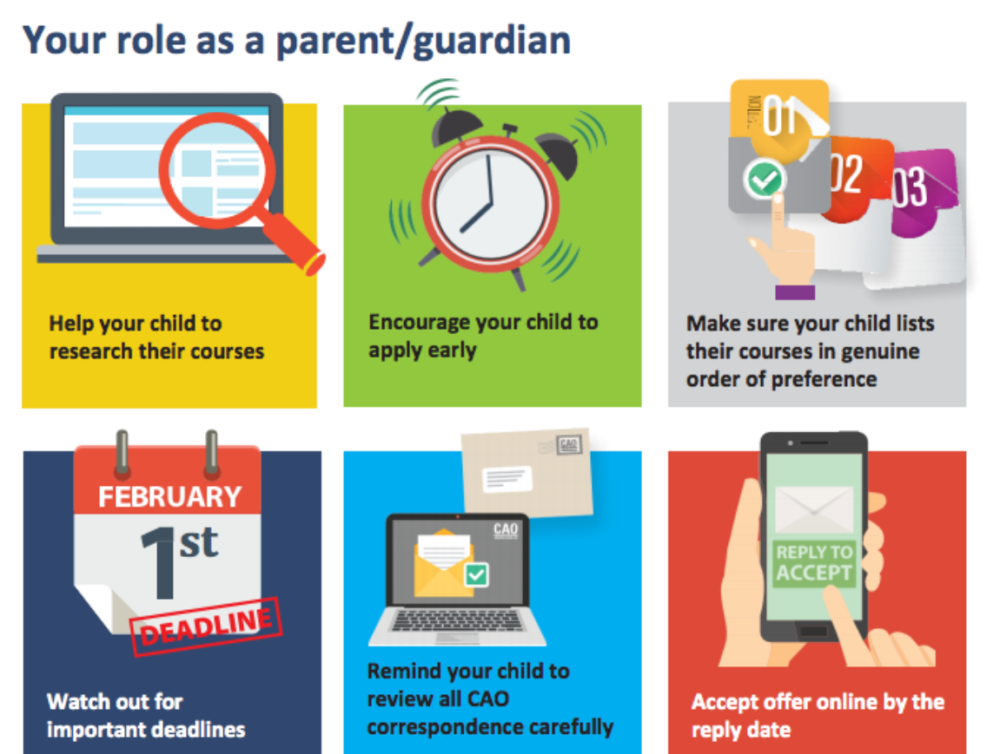 Your role as a parent/guardian
01
02
03
Help your child to
research their courses
Encourage your child to
apply early
Make sure your child lists
their courses in genuine
order of preference
FEBRUARY
1st
DEADLINE
CAO
CAO
REPLY TO
ACCEPT
Watch out for
important deadlines
Remind your child to
review all CAO
correspondence carefully
Accept offer online by the
reply date